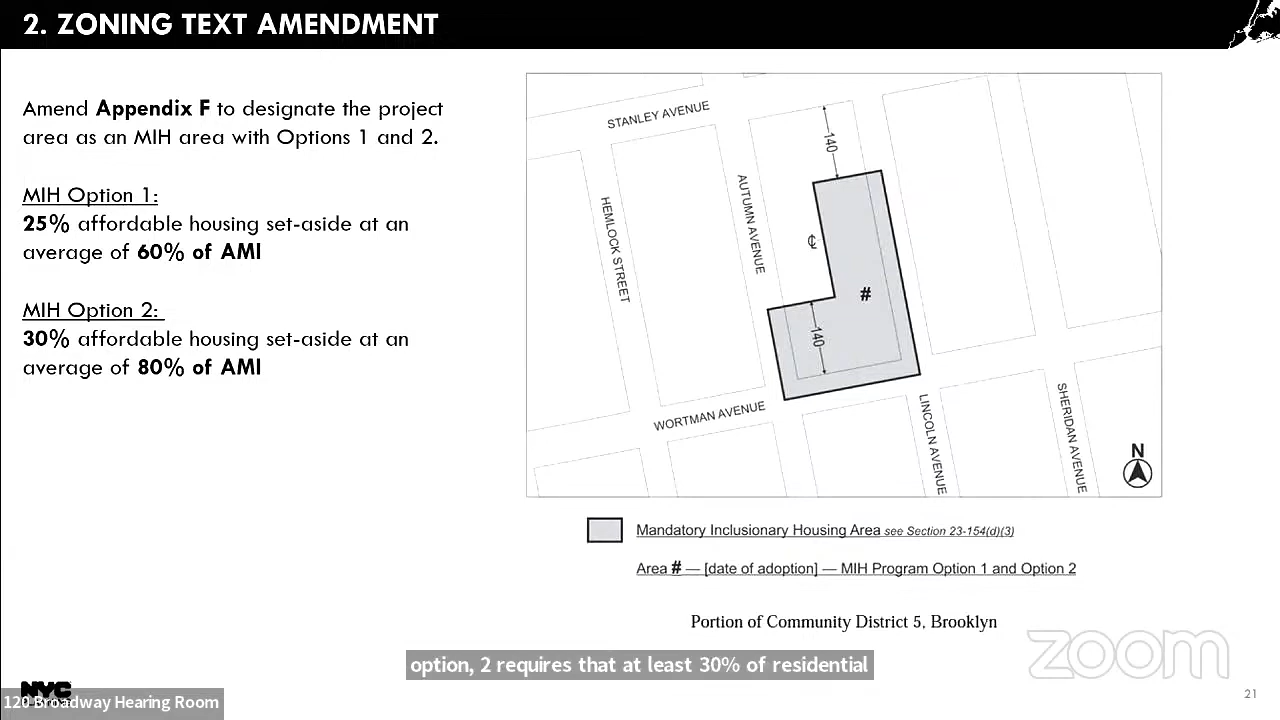 2. ZONING TEXT AMENDMENT
Amend Appendix F to designate the project
area as an MIH area with Options 1 and 2.
MIH Option 1:
25% affordable housing set-aside at an
average of 60% of AMI
MIH Option 2:
30% affordable housing set-aside at an
average of 80% of AMI
STANLEY AVENUE
HEMLOCK STREET
AUTUMN AVENUE
140
#
140
WORTMAN AVENUE
LINCOLN AVENUE
SHERIDAN AVENUE
N
Mandatory Inclusionary Housing Area see Section 23-154(d)(3)
Area # — [date of adoption] — MIH Program Option 1 and Option 2
Portion of Community District 5, Brooklyn
zoom
option, 2 requires that at least 30% of residential
NYC
120 Broadway Hearing Room
21